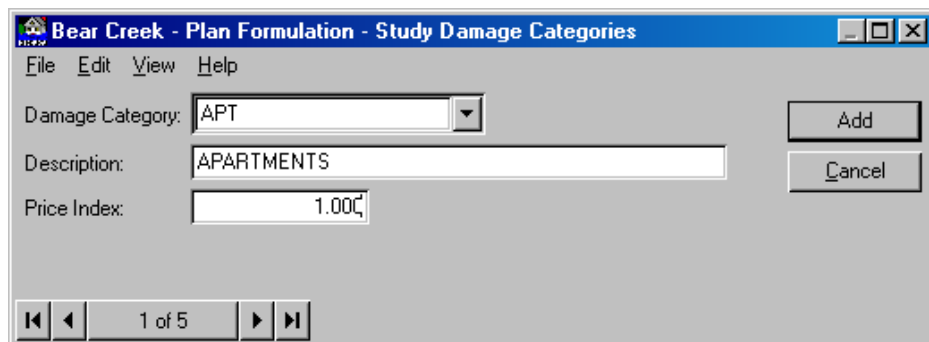 Bear Creek - Plan Formulation - Study Damage Categories
File Edit View Help
Damage Category: APT
Add
Description: APARTMENTS
Cancel
Price Index: 1.000
1 of 5